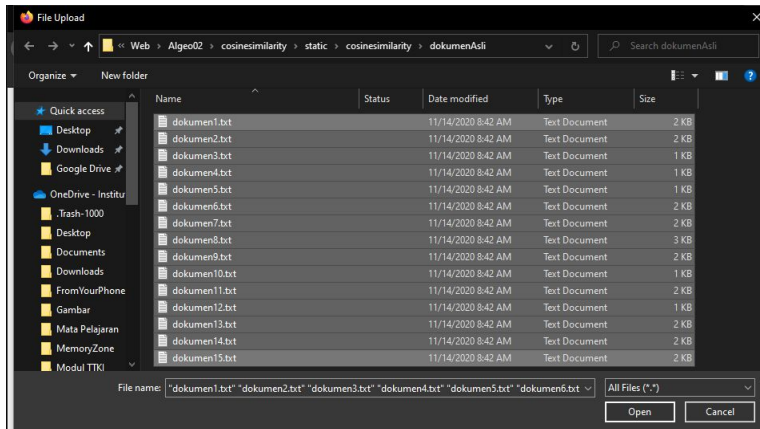 File Upload
« Web › Algeo02 › cosinesimilarity › static › cosinesimilarity › dokumenAsli
Search dokumenAsli
Organize
New folder
Name Status Date modified Type Size
Quick access
Desktop
Downloads
Google Drive
OneDrive - Institu
.Trash-1000
Desktop
Documents
Downloads
FromYourPhone
Gambar
Mata Pelajaran
MemoryZone
Modul TTKI
dokumen1.txt 11/14/2020 8:42 AM Text Document 2 KB
dokumen2.txt 11/14/2020 8:42 AM Text Document 2 KB
dokumen3.txt 11/14/2020 8:42 AM Text Document 1 KB
dokumen4.txt 11/14/2020 8:42 AM Text Document 1 KB
dokumen5.txt 11/14/2020 8:42 AM Text Document 1 KB
dokumen6.txt 11/14/2020 8:42 AM Text Document 2 KB
dokumen7.txt 11/14/2020 8:42 AM Text Document 2 KB
dokumen8.txt 11/14/2020 8:42 AM Text Document 3 KB
dokumen9.txt 11/14/2020 8:42 AM Text Document 2 KB
dokumen10.txt 11/14/2020 8:42 AM Text Document 1 KB
dokumen11.txt 11/14/2020 8:42 AM Text Document 2 KB
dokumen12.txt 11/14/2020 8:42 AM Text Document 1 KB
dokumen13.txt 11/14/2020 8:42 AM Text Document 2 KB
dokumen14.txt 11/14/2020 8:42 AM Text Document 2 KB
dokumen15.txt 11/14/2020 8:42 AM Text Document 2 KB
File name: "dokumen1.txt" "dokumen2.txt" "dokumen3.txt" "dokumen4.txt" "dokumen5.txt" "dokumen6.txt
All Files (*.*)
Open
Cancel